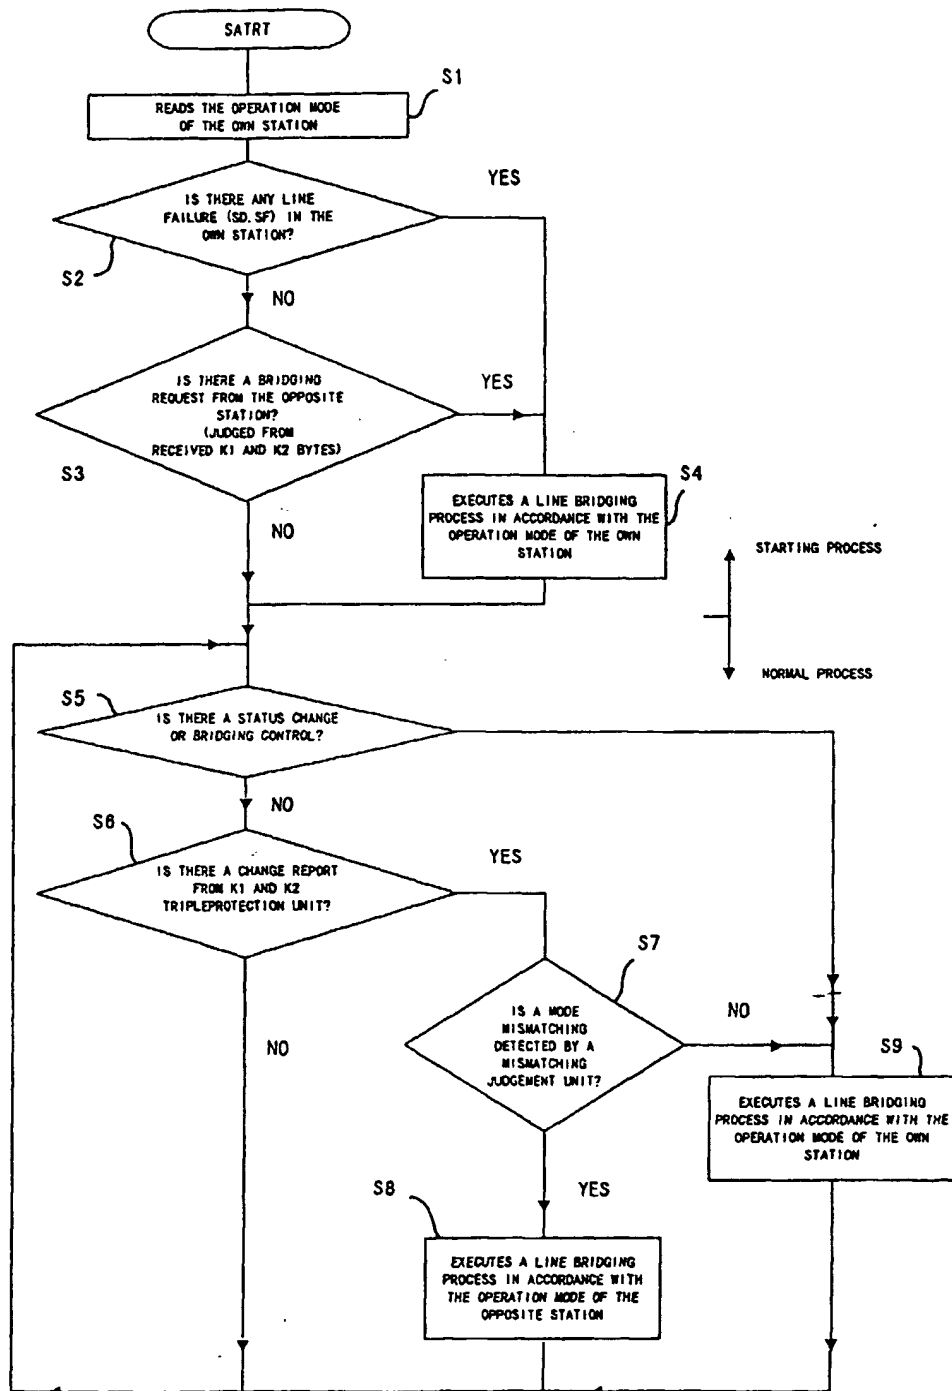 SATRT
S1
READS THE OPERATION MODE
OF THE OWN STATION
YES
IS THERE ANY LINE
FAILURE (SD.SF) IN THE
OWN STATION?
S2
NO
IS THERE A BRIDGING
REQUEST FROM THE OPPOSITE
STATION?
(JUDGED FROM
RECEIVED K1 AND K2 BYTES)
YES
S3
S4
EXECUTES A LINE BRIDGING
PROCESS IN ACCORDANCE WITH THE
OPERATION MODE OF THE OWN
STATION
NO
STARTING PROCESS
NORMAL PROCESS
S5
IS THERE A STATUS CHANGE
OR BRIDGING CONTROL?
NO
S6
IS THERE A CHANGE REPORT
FROM K1 AND K2
TRIPLEPROTECTION UNIT?
YES
S7
IS A MODE
MISMATCHING
DETECTED BY A
MISMATCHING
JUDGEMENT UNIT?
NO
NO
S9
EXECUTES A LINE BRIDGING
PROCESS IN ACCORDANCE WITH THE
OPERATION MODE OF THE OWN
STATION
S8
YES
EXECUTES A LINE BRIDGING
PROCESS IN ACCORDANCE WITH
THE OPERATION MODE OF THE
OPPOSITE STATION